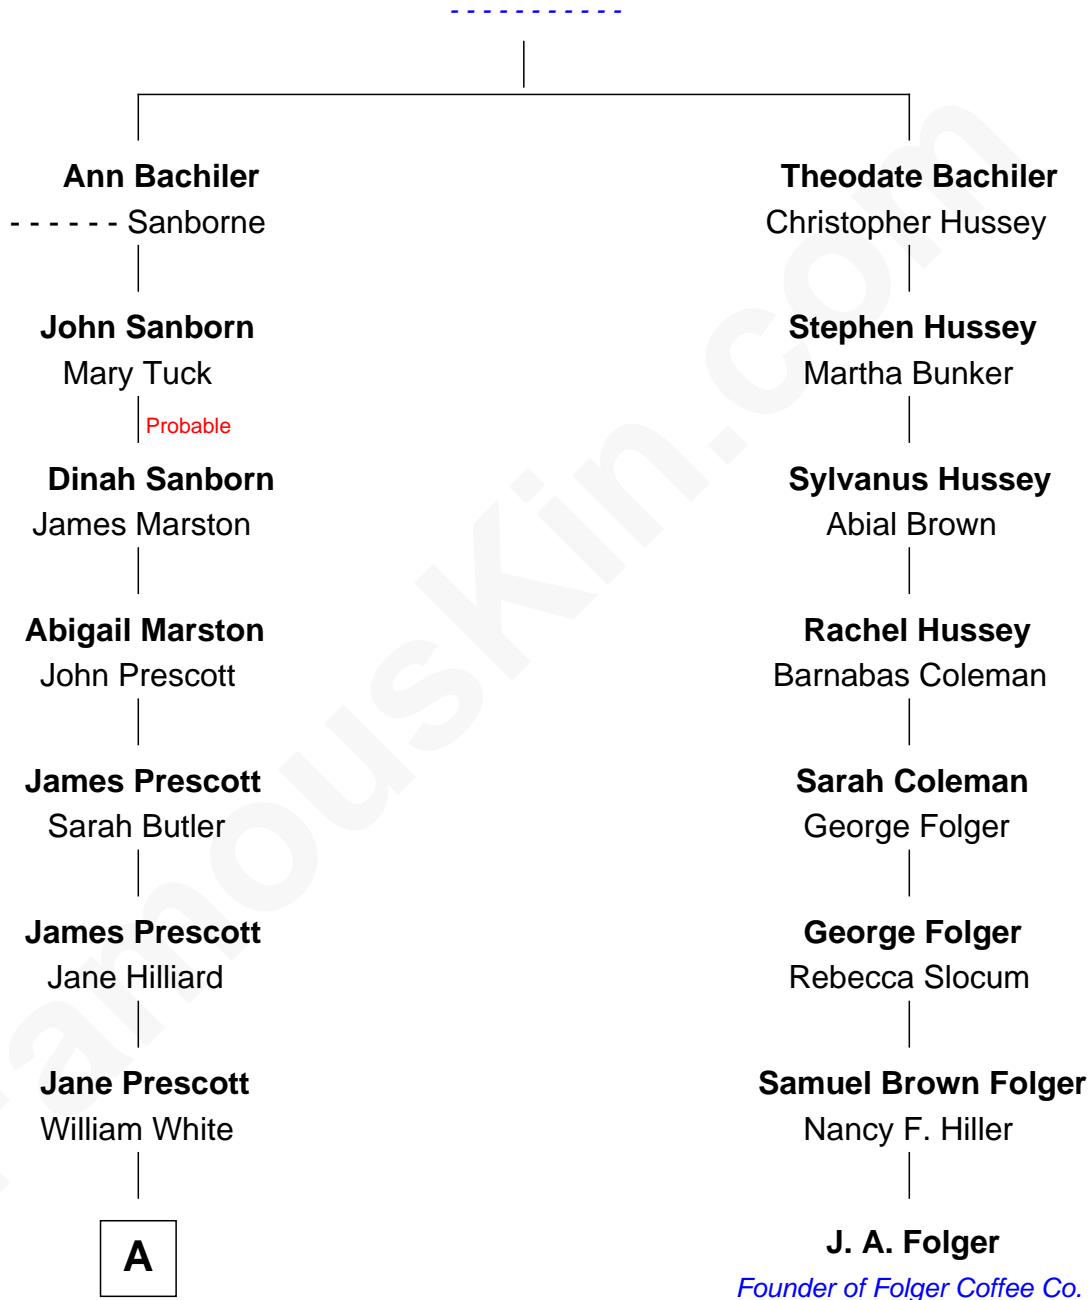 - - - - - - - - - - -
Ann Bachiler
- - - - - - Sanborne
Theodate Bachiler
Christopher Hussey
John Sanborn
Mary Tuck
Stephen Hussey
Martha Bunker
Probable
Dinah Sanborn
James Marston
Sylvanus Hussey
Abial Brown
Abigail Marston
John Prescott
Rachel Hussey
Barnabas Coleman
James Prescott
Sarah Butler
Sarah Coleman
George Folger
James Prescott
Jane Hilliard
George Folger
Rebecca Slocum
Jane Prescott
William White
Samuel Brown Folger
Nancy F. Hiller
A
J. A. Folger
Founder of Folger Coffee Co.
FamousKin.com